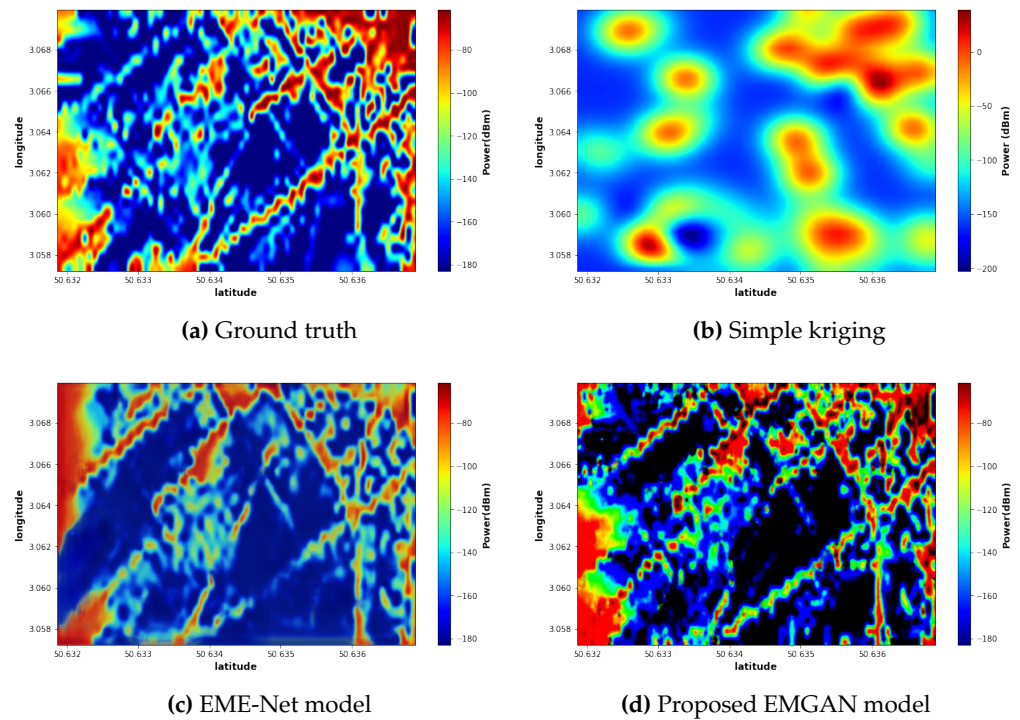 3.068
3.066
3.064
3.062
3.060
3.058
longitude
50.632 50.633 50.634 50.635 50.636
latitude
−80
−100
−120
−140
−160
−180
Power(dBm)
(a) Ground truth
3.068
3.066
3.064
3.062
3.060
3.058
longitude
50.632 50.633 50.634 50.635 50.636
latitude
0
−50
−100
−150
−200
Power (dBm)
(b) Simple kriging
3.068
3.066
3.064
3.062
3.060
3.058
longitude
50.632 50.633 50.634 50.635 50.636
latitude
−80
−100
−120
−140
−160
−180
Power(dBm)
(c) EME-Net model
3.068
3.066
3.064
3.062
3.060
3.058
longitude
50.632 50.633 50.634 50.635 50.636
latitude
−80
−100
−120
−140
−160
−180
Power(dBm)
(d) Proposed EMGAN model